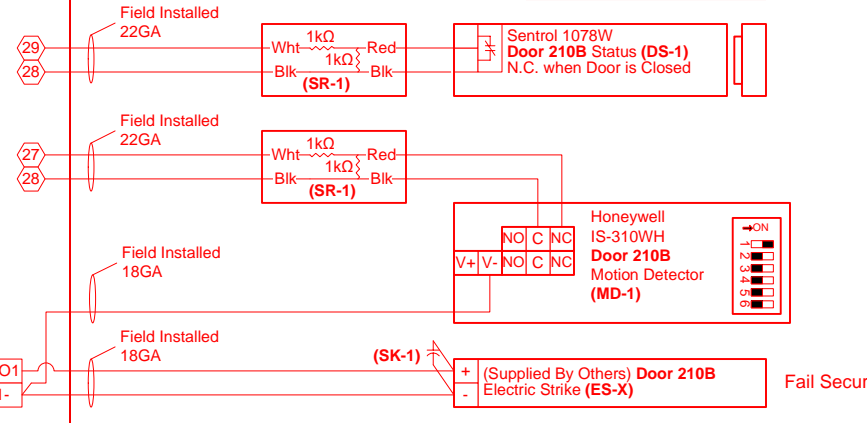 Field Installed
22GA
29
28
Wht 1kΩ Red
1kΩ
Blk Blk
(SR-1)
Sentrol 1078W
Door 210B Status (DS-1)
N.C. when Door is Closed
Field Installed
22GA
27
28
Wht 1kΩ Red
1kΩ
Blk Blk
(SR-1)
NO C NC
V+ V- NO C NC
Honeywell
IS-310WH
Door 210B
Motion Detector
(MD-1)
→ON
1
2
3
4
5
6
Field Installed
18GA
Field Installed
18GA
O1
-
(SK-1)
+
-
(Supplied By Others) Door 210B
Electric Strike (ES-X)
Fail Secur